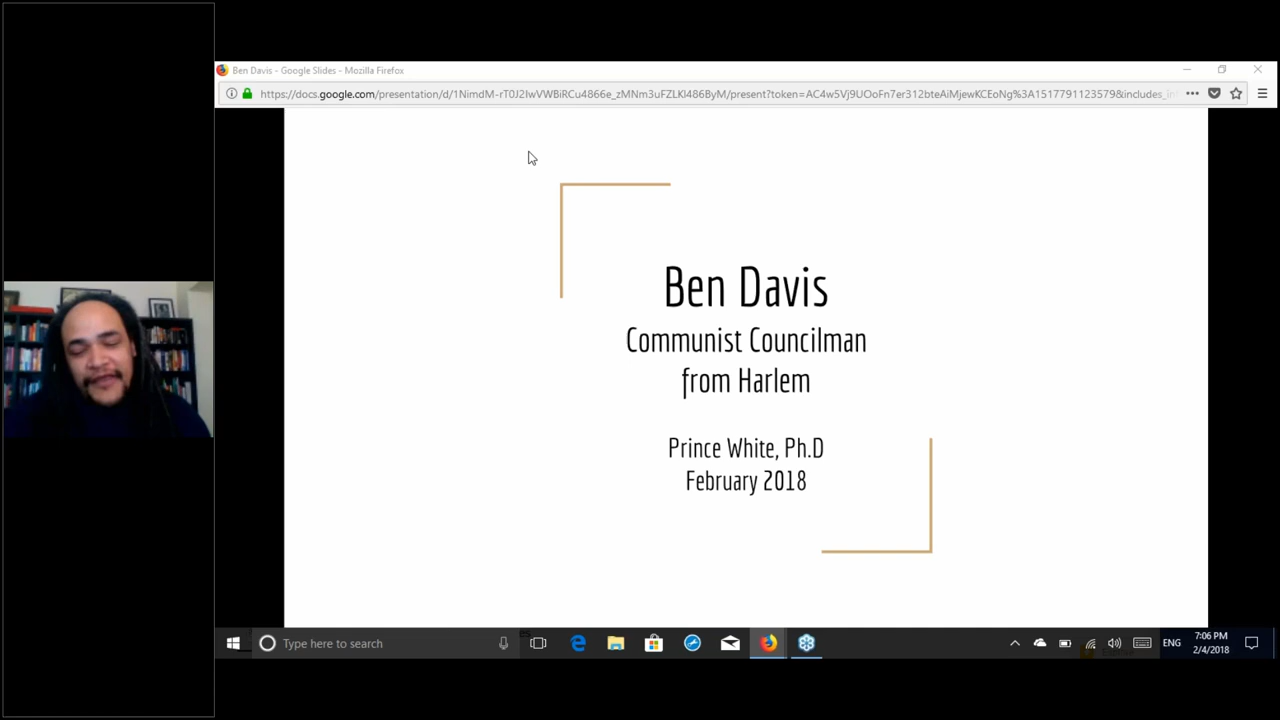 Ben Davis - Google Slides - Mozilla Firefox
https://docs.google.com/presentation/d/1NimdM-rT0J2IwVWBiRCu4866e_zMNm3uFZLKI486ByM/present?token=AC4w5Vj9UOoFn7er312bteAiMjewKCEoNg%3A1517791123579&includes_in
Ben Davis
Communist Councilman
from Harlem
Prince White, Ph.D
February 2018
Type here to search
ENG
7:06 PM
2/4/2018